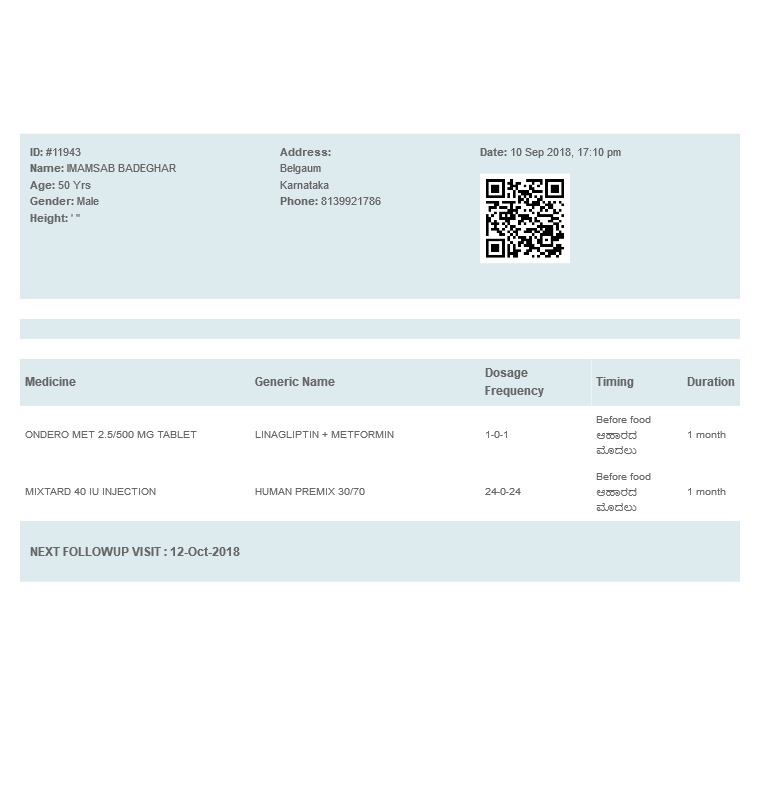 ID: #11943
Name: IMAMSAB BADEGHAR
Age: 50 Yrs
Gender: Male
Height: ' "
Address:
Belgaum
Karnataka
Phone: 8139921786
Date: 10 Sep 2018, 17:10 pm
Medicine Generic Name Dosage Frequency Timing Duration
ONDERO MET 2.5/500 MG TABLET LINAGLIPTIN + METFORMIN 1-0-1 Before food ಆಹಾರದ ಮೊದಲು 1 month
MIXTARD 40 IU INJECTION HUMAN PREMIX 30/70 24-0-24 Before food ಆಹಾರದ ಮೊದಲು 1 month
NEXT FOLLOWUP VISIT : 12-Oct-2018